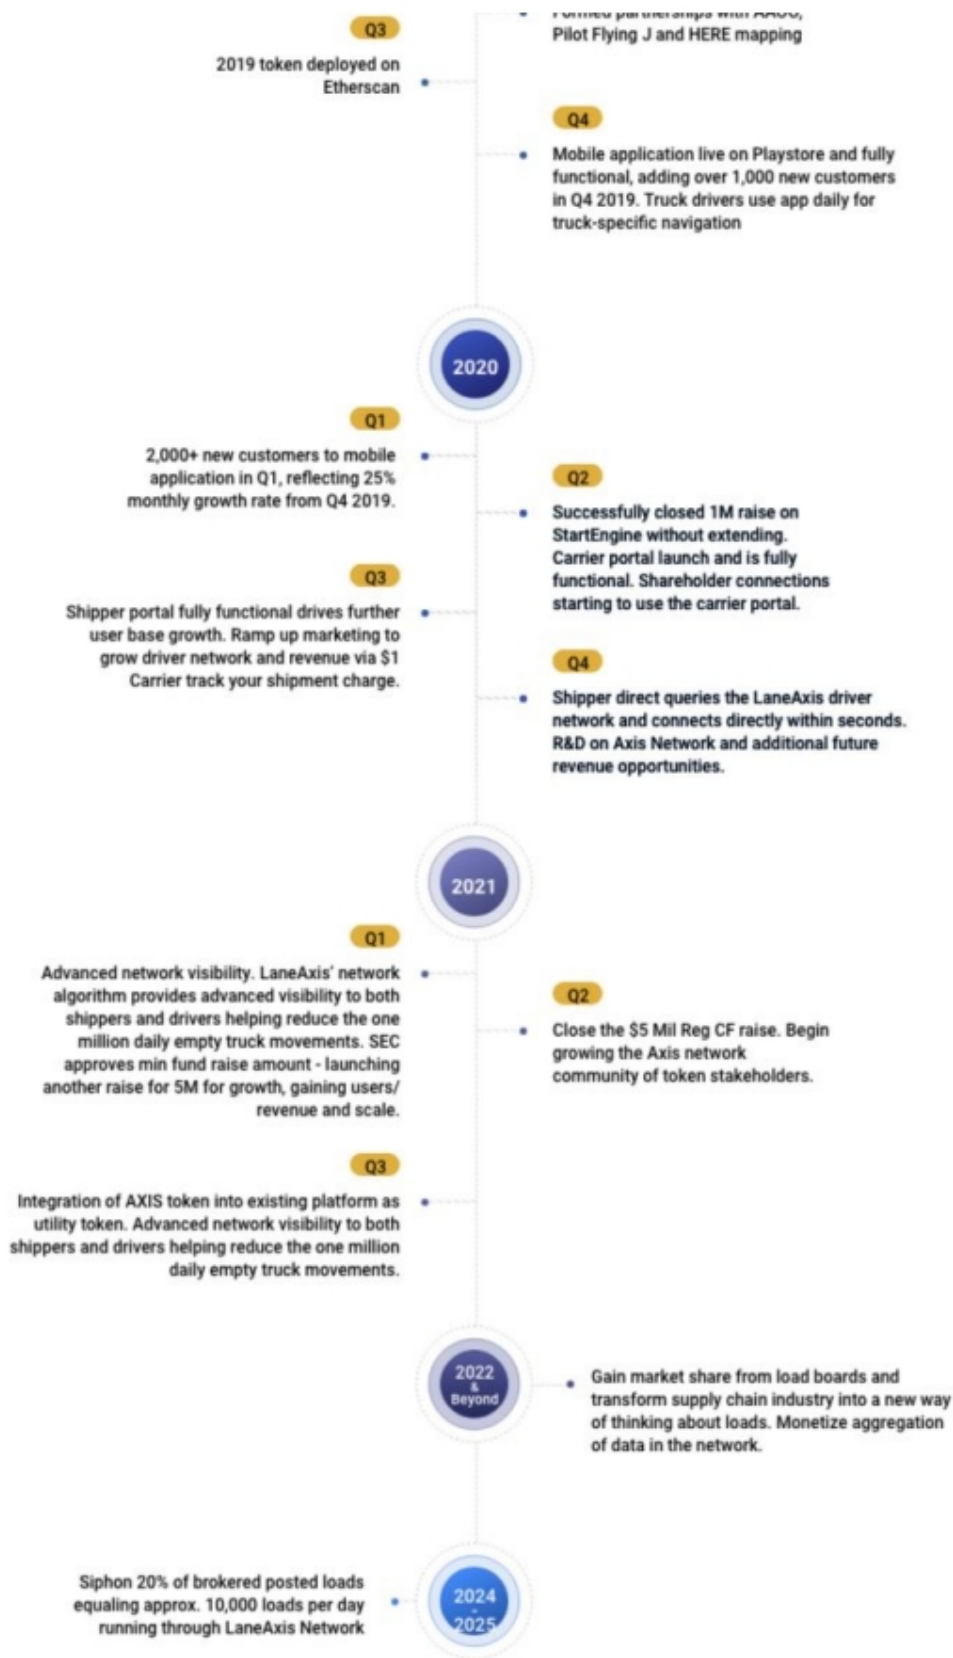 Pilot Flying J and HERE mapping
Q3
2019 token deployed on
Etherscan
Q4
Mobile application live on Playstore and fully
functional, adding over 1,000 new customers
in Q4 2019. Truck drivers use app daily for
truck-specific navigation
2020
Q1
2,000+ new customers to mobile
application in Q1, reflecting 25%
monthly growth rate from Q4 2019.
Q2
Successfully closed 1M raise on
StartEngine without extending.
Carrier portal launch and is fully
functional. Shareholder connections
starting to use the carrier portal.
Q3
Shipper portal fully functional drives further
user base growth. Ramp up marketing to
grow driver network and revenue via $1
Carrier track your shipment charge.
Q4
Shipper direct queries the LaneAxis driver
network and connects directly within seconds.
R&D on Axis Network and additional future
revenue opportunities.
2021
Q1
Advanced network visibility. LaneAxis' network
algorithm provides advanced visibility to both
shippers and drivers helping reduce the one
million daily empty truck movements. SEC
approves min fund raise amount - launching
another raise for 5M for growth, gaining users/
revenue and scale.
Q2
Close the $5 Mil Reg CF raise. Begin
growing the Axis network
community of token stakeholders.
Q3
Integration of AXIS token into existing platform as
utility token. Advanced network visibility to both
shippers and drivers helping reduce the one million
daily empty truck movements.
2022
&
Beyond
Gain market share from load boards and
transform supply chain industry into a new way
of thinking about loads. Monetize aggregation
of data in the network.
2024
-
2025
Siphon 20% of brokered posted loads
equaling approx. 10,000 loads per day
running through LaneAxis Network